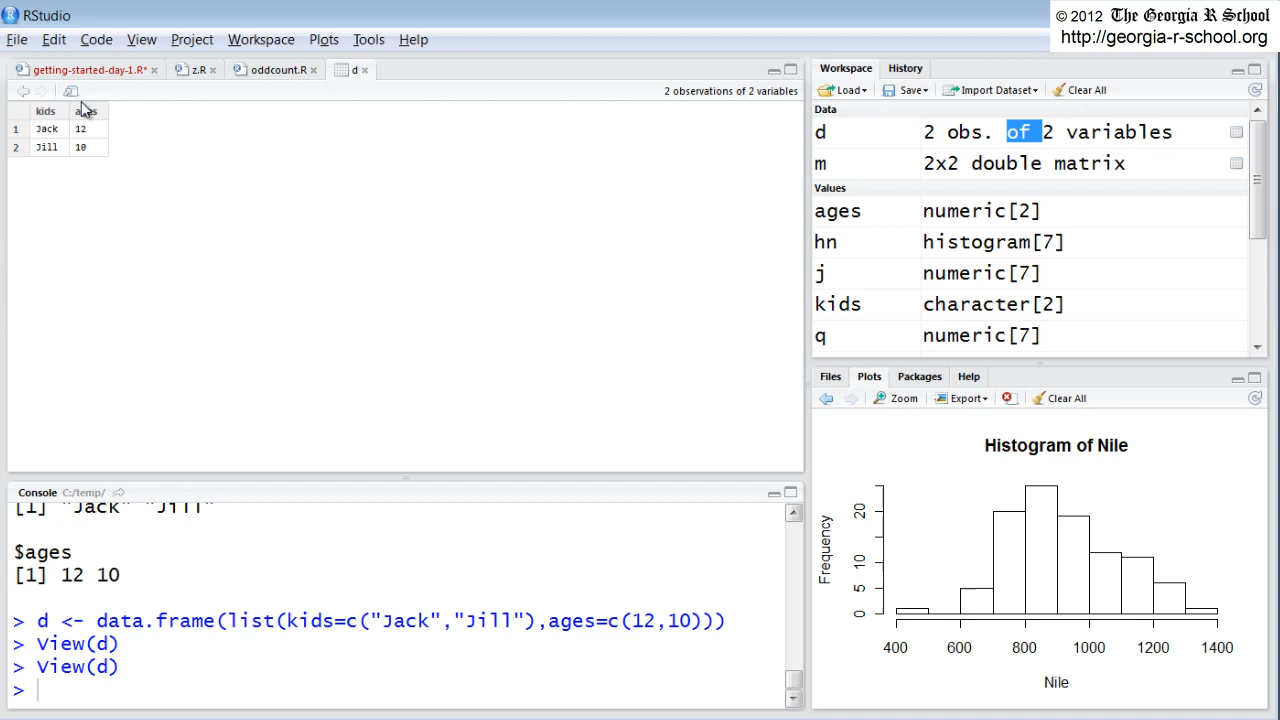 RStudio
© 2012 The Georgia R School
http://georgia-r-school.org
File Edit Code View Project Workspace Plots Tools Help
getting-started-day-1.R* × z.R × oddcount.R × d ×
2 observations of 2 variables
kids
1 Jack 12
2 Jill 10
Workspace History
Load Save Import Dataset Clear All
Data
d 2 obs. of 2 variables
m 2x2 double matrix
Values
ages numeric[2]
hn histogram[7]
j numeric[7]
kids character[2]
q numeric[7]
Console C:/temp/
[1] "Jack" "Jill"
$ages
[1] 12 10
> d <- data.frame(list(kids=c("Jack","Jill"),ages=c(12,10)))
> View(d)
> View(d)
>
Files Plots Packages Help
Zoom Export Clear All
Histogram of Nile
Frequency
20
10
5
0
400 600 800 1000 1200 1400
Nile